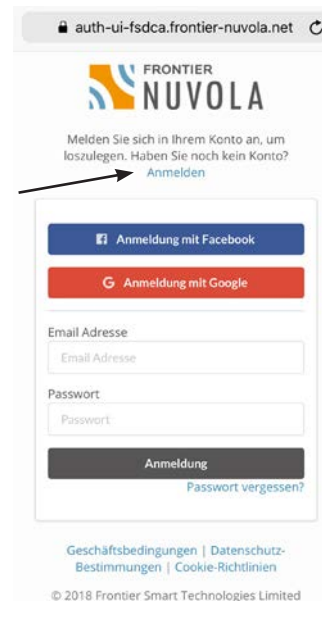 auth-ui-fsdca.frontier-nuvola.net
FRONTIER
NUVOLA
Melden Sie sich in Ihrem Konto an, um
loszulegen. Haben Sie noch kein Konto?
Anmelden
Anmeldung mit Facebook
G Anmeldung mit Google
Email Adresse
Email Adresse
Passwort
Passwort
Anmeldung
Passwort vergessen?
Geschäftsbedingungen | Datenschutz-
Bestimmungen | Cookie-Richtlinien
© 2018 Frontier Smart Technologies Limited